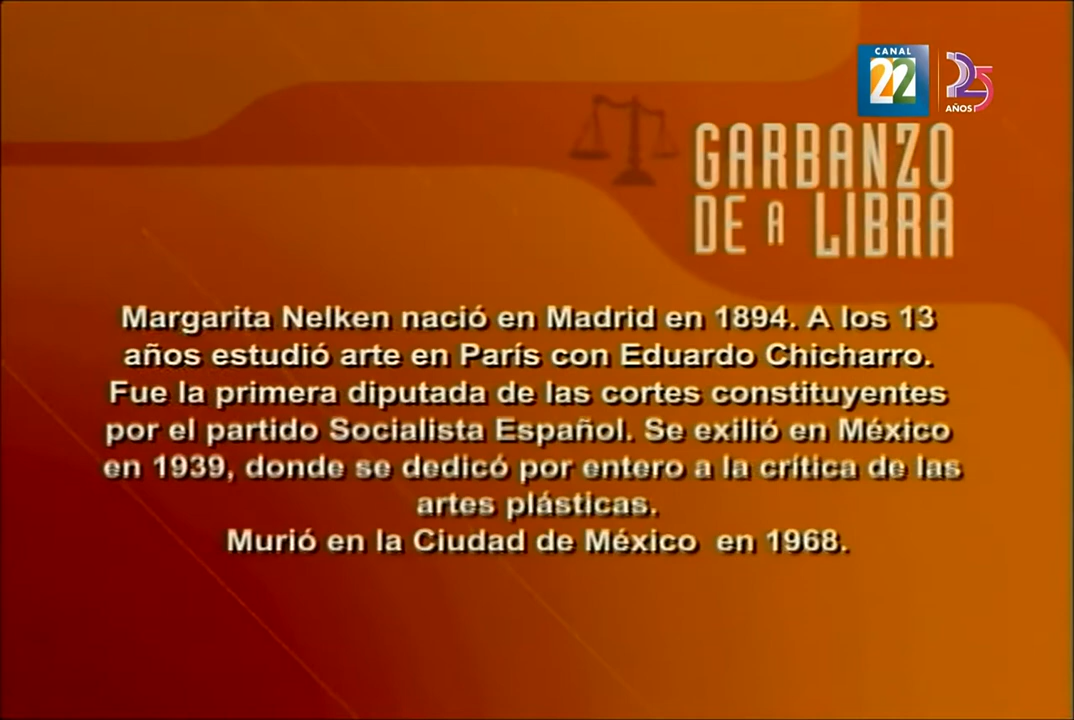 CANAL
22
25
AÑOS
GARBANZO
DE A LIBRA
Margarita Nelken nació en Madrid en 1894. A los 13
años estudió arte en París con Eduardo Chicharro.
Fue la primera diputada de las cortes constituyentes
por el partido Socialista Español. Se exilió en México
en 1939, donde se dedicó por entero a la crítica de las
artes plásticas.
Murió en la Ciudad de México  en 1968.